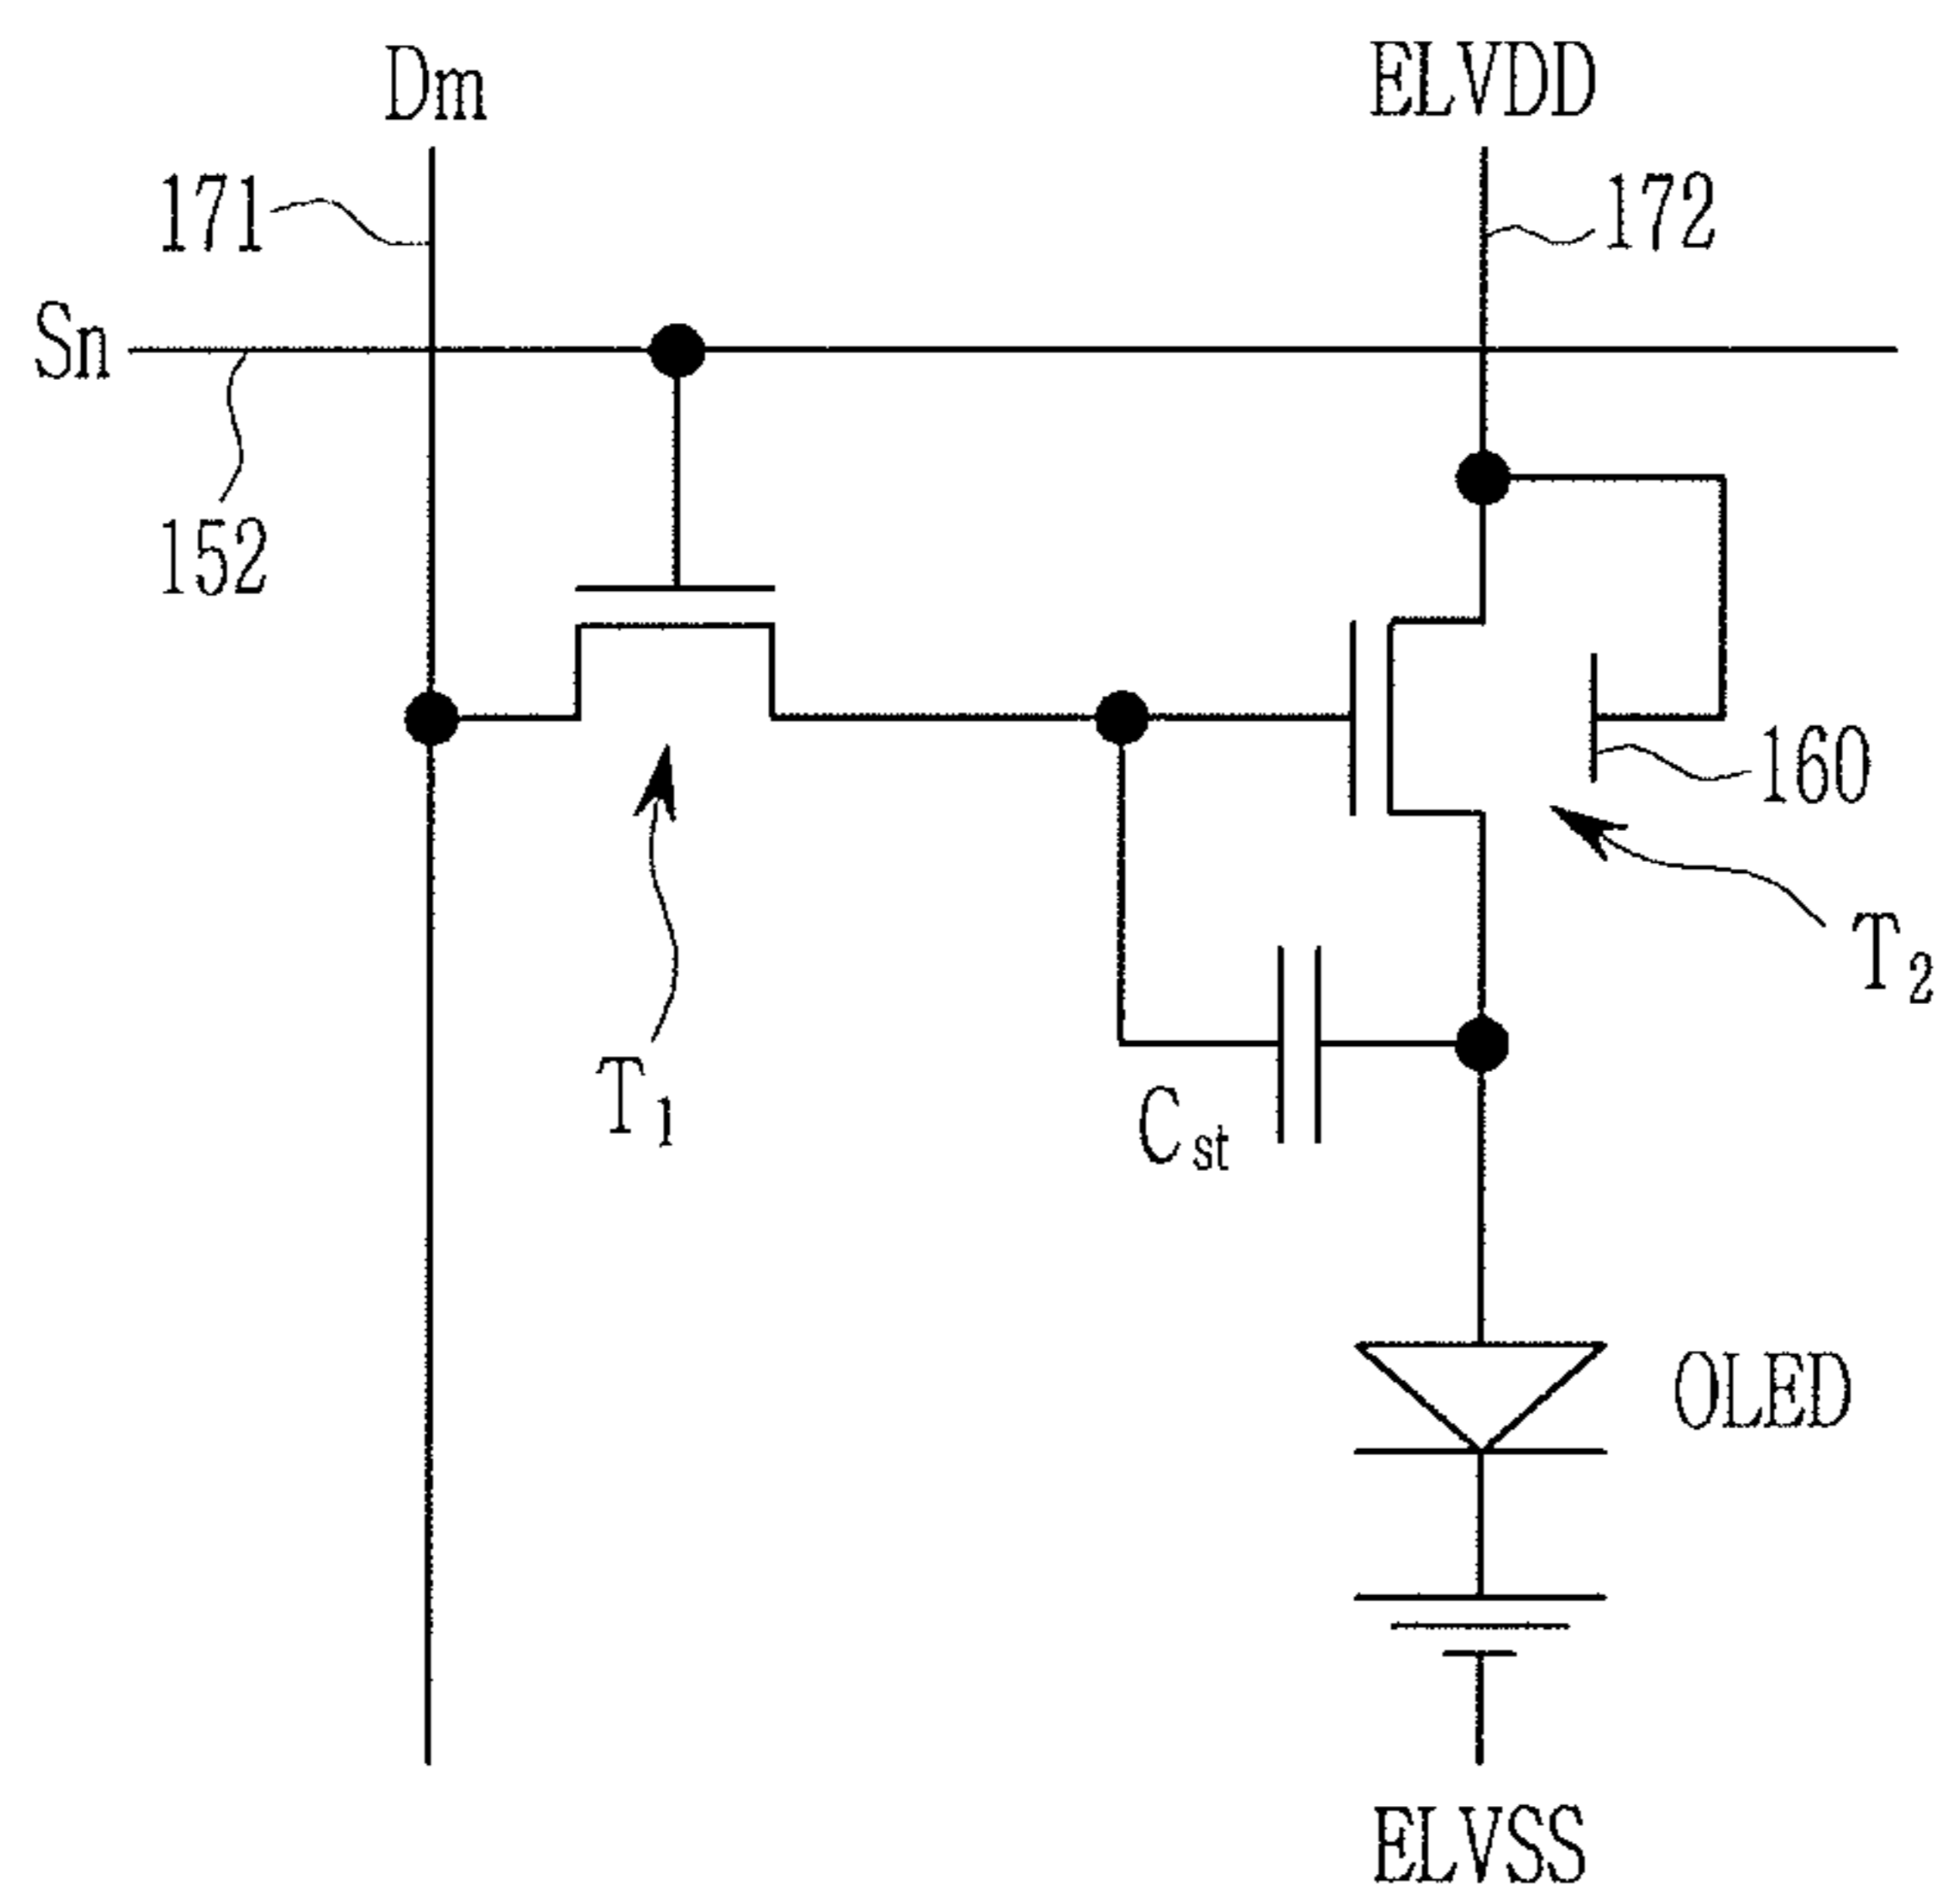 Dm
ELVDD
171
172
Sn
152
160
T2
T1
Cst
OLED
ELVSS